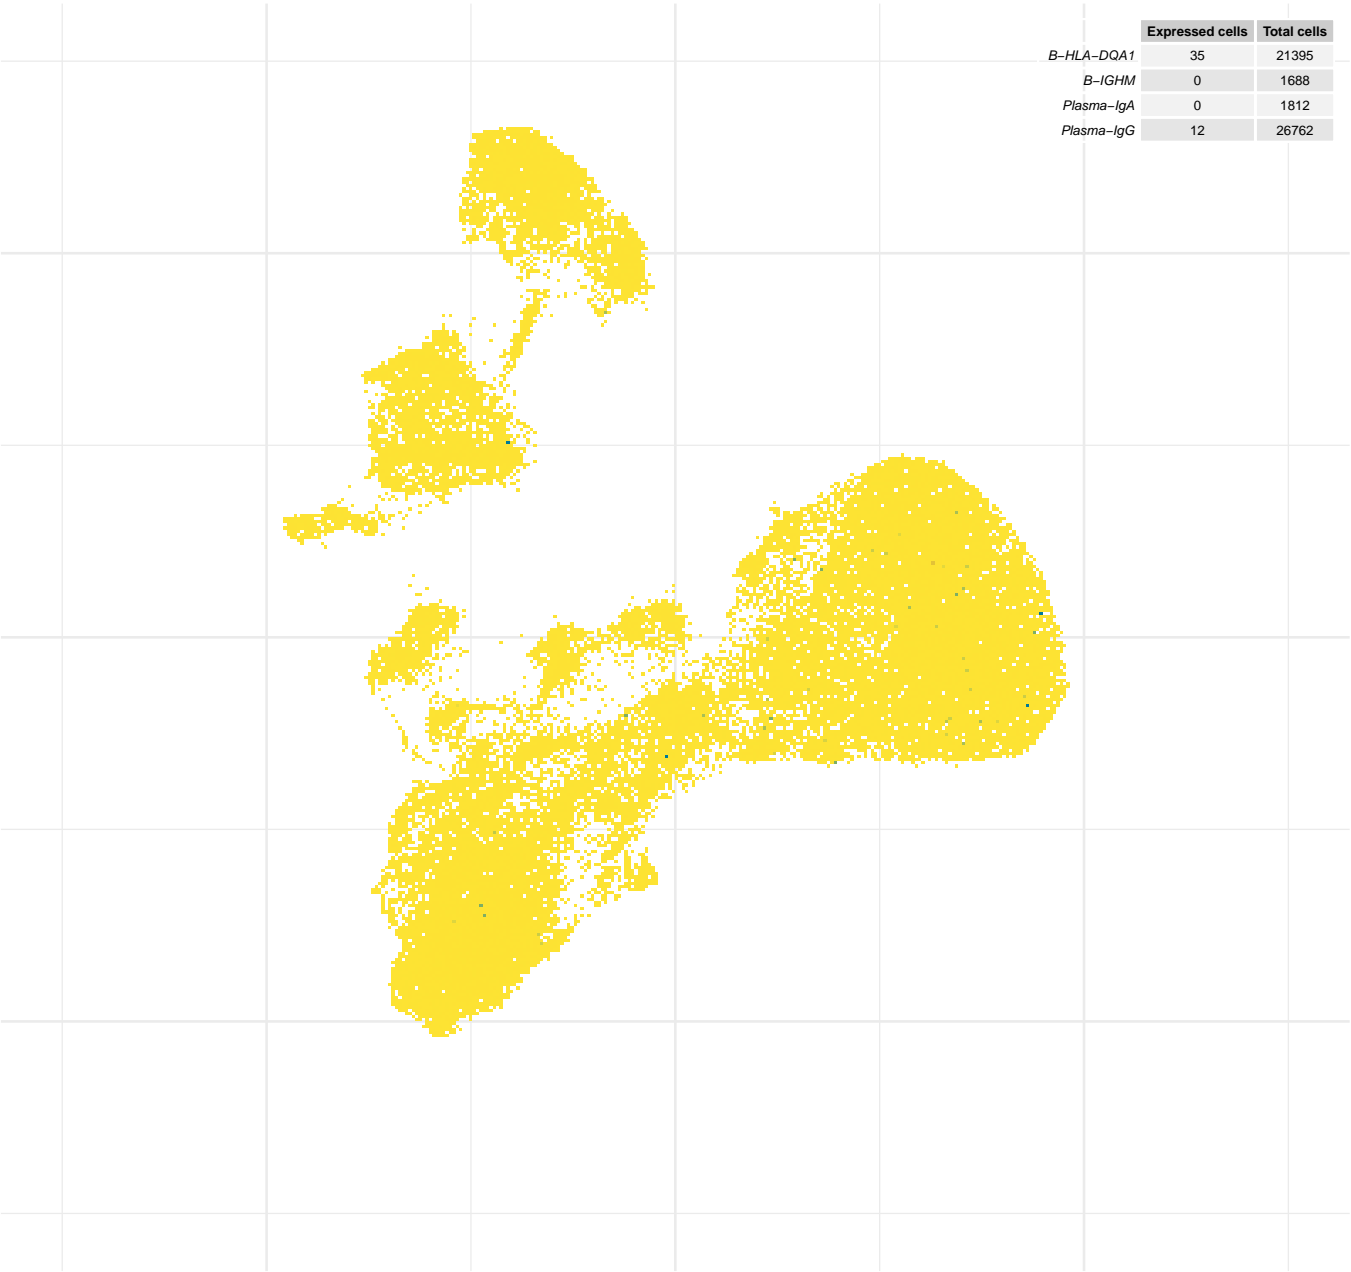 Expressed cells Total cells
B−HLA−DQA1 35 21395
B−IGHM 0 1688
Plasma−IgA 0 1812
Plasma−IgG 12 26762